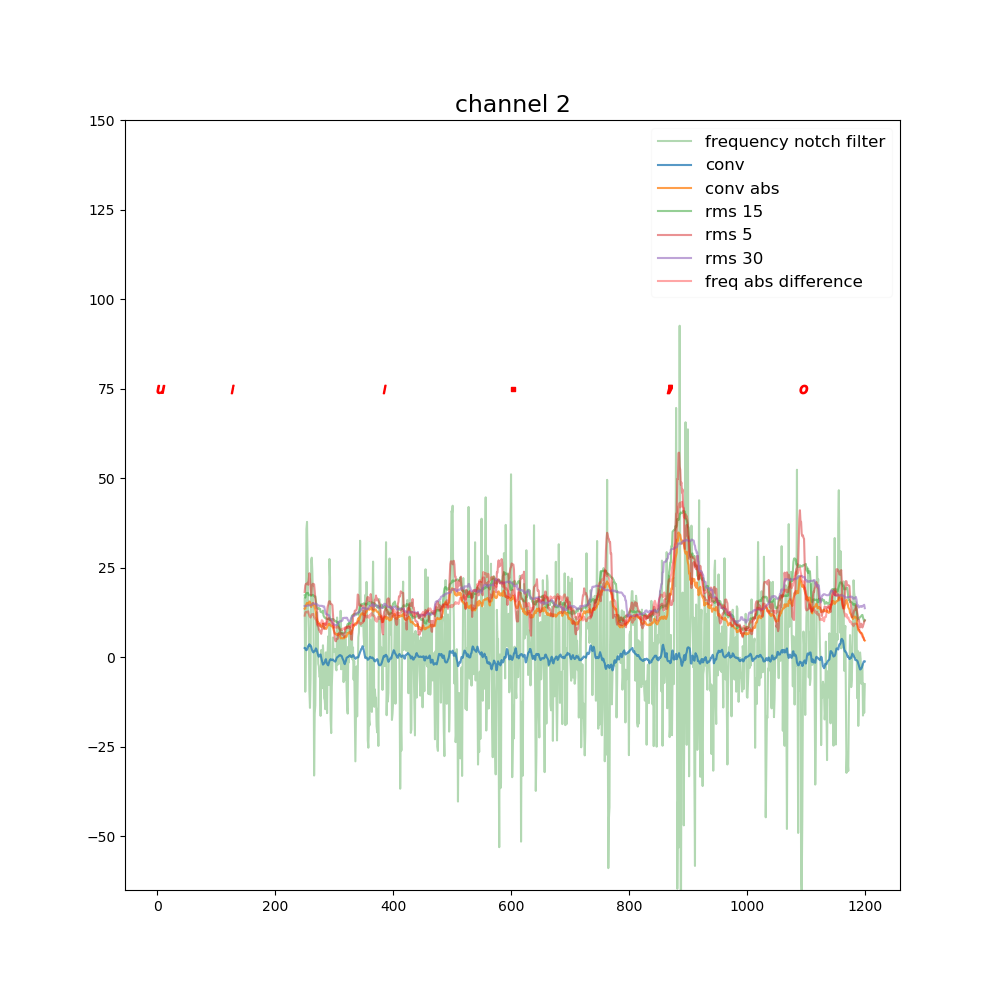 channel 2
150
125
100
75
50
25
0
−25
−50
frequency notch filter
conv
conv abs
rms 15
rms 5
rms 30
freq abs difference
u ı ı . , o
0 200 400 600 800 1000 1200